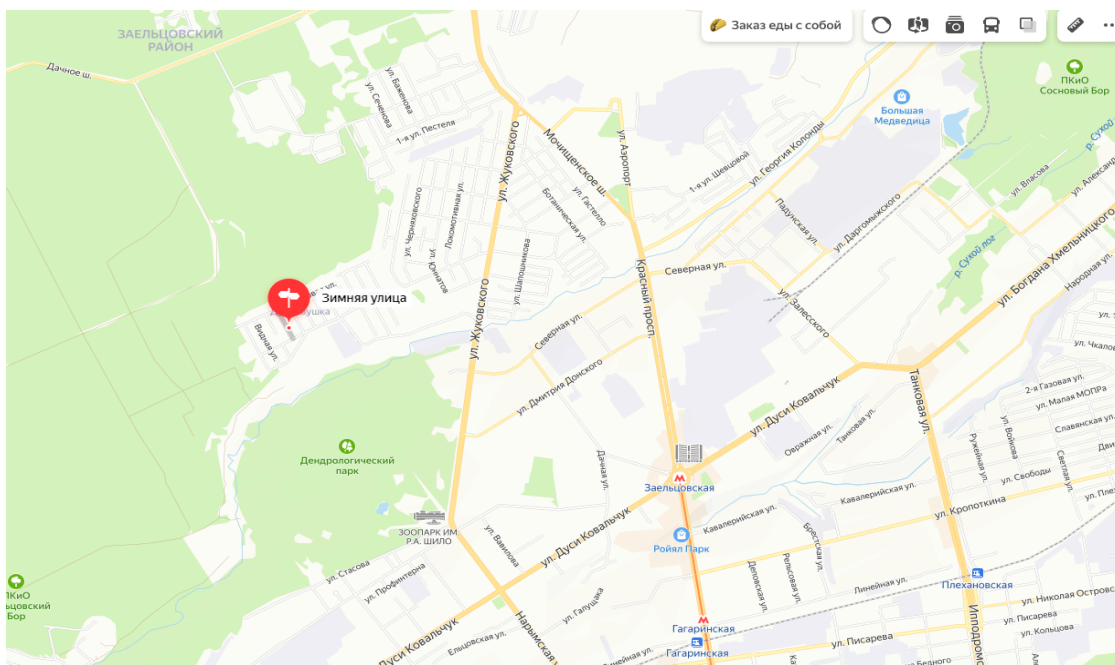 ЗАЕЛЬЦОВСКИЙ
РАЙОН
Заказ еды с собой
Дачное ш.
ул. Баженова
ул. Сеченова
1-я ул. Пестеля
ул. Жуковского
Мочищенское ш.
ул. Аэропорт
Большая
Медведица
ПКиО
Сосновый Бор
р. Сухой
ул. Георгия Колонды
1-я ул. Шевцовой
ул. Гастелло
Ботаническая ул.
Локомотивная ул.
ул. Черняховского
ул. Юннатов
ул. Шапошникова
Падунская ул.
ул. Даргомыжского
ул. Власова
ул. Александ
р. Сухой лог
ул. Богдана Хмельницкого
Народная ул.
Красный просп.
Северная ул.
ул. Залесского
Зимняя улица
Видная ул.
ул. Жуковского
Северная ул.
ул. Дмитрия Донского
ул. Чкалов
2-я Газовая ул.
ул. Малая МОПРа
Славянская ул.
Танковая ул.
ул. Дуси Ковальчук
Овражная ул.
Танковая ул.
Ружейная ул.
ул. Войкова
Светлая ул.
ул. Свободы
Дендрологический
парк
Дачная ул.
Заельцовская
Кавалерийская ул.
ул. Кропоткина
ЗООПАРК ИМ.
Р.А. ШИЛО
ул. Вавилова
ул. Дуси Ковальчук
Кавалерийская ул.
Брестская ул.
Ройял Парк
ул. Стасова
ул. Профинтерна
ПКиО
ьцовский
Бор
Деповская ул.
Рельсовая ул.
Линейная ул.
Плехановская
ул. Николая Островс
ул. Галущака
Нарымская ул.
Ельцовская ул.
ул. Дуси Ковальчук
Гагаринская
Гагаринская
ул. Писарева
ул. Писарева
ул. Кольцова
Ипподромс